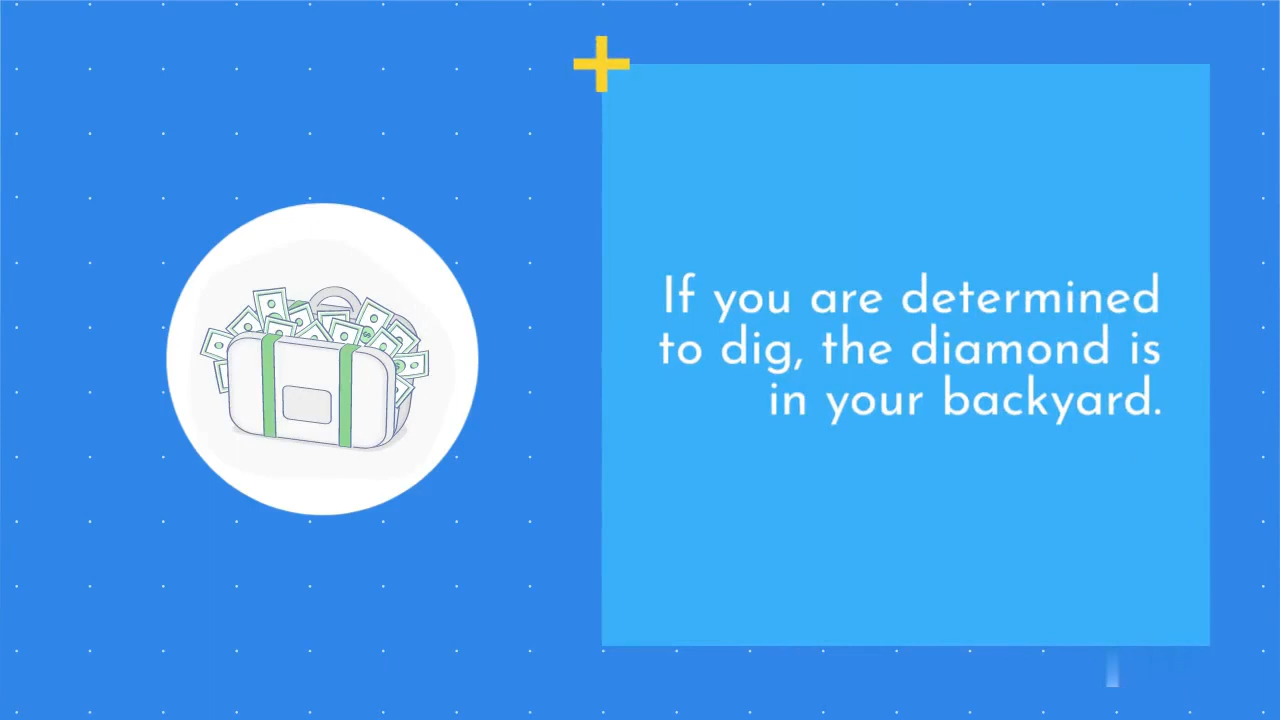 If you are determined
to dig, the diamond is
in your backyard.